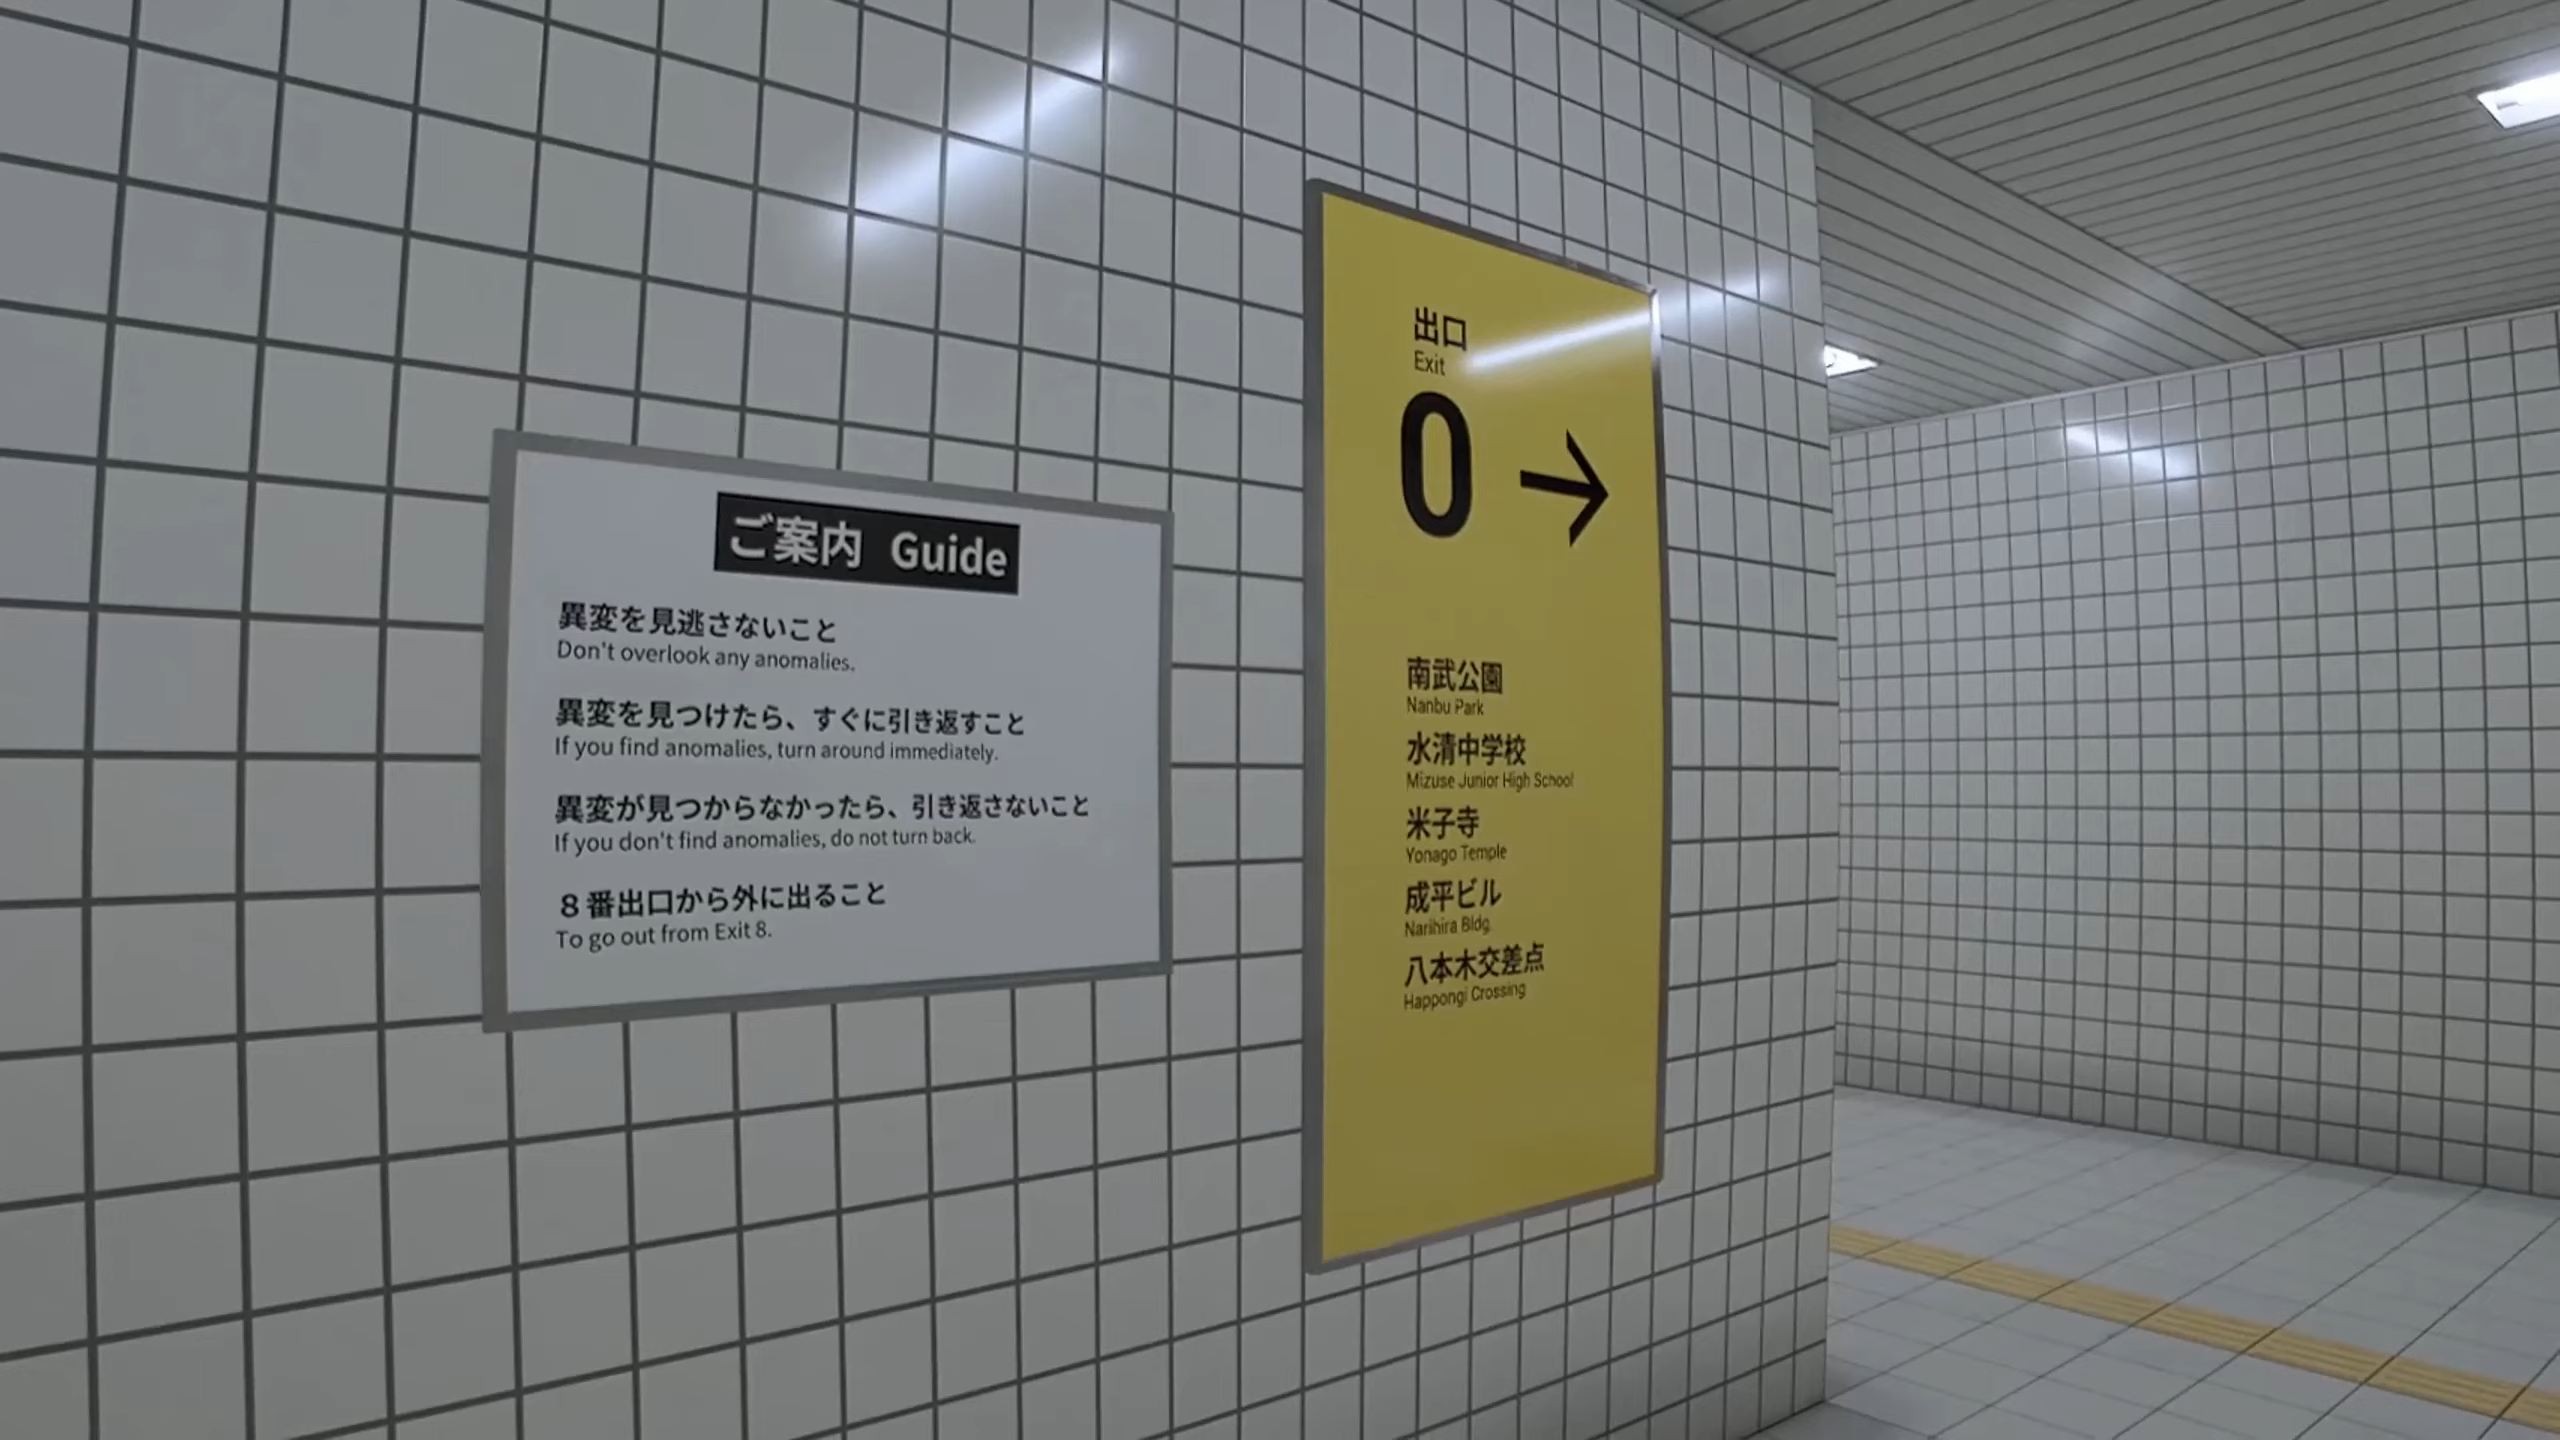 ご案内 Guide
異変を見逃さないこと
Don't overlook any anomalies.
異変を見つけたら、すぐに引き返すこと
If you find anomalies, turn around immediately.
異変が見つからなかったら、引き返さないこと
If you don't find anomalies, do not turn back.
8番出口から外に出ること
To go out from Exit 8.
出口
Exit
0 →
南武公園
Nanbu Park
水清中学校
Mizuse Junior High School
米子寺
Yonago Temple
成平ビル
Narihira Bldg.
八本木交差点
Happongi Crossing